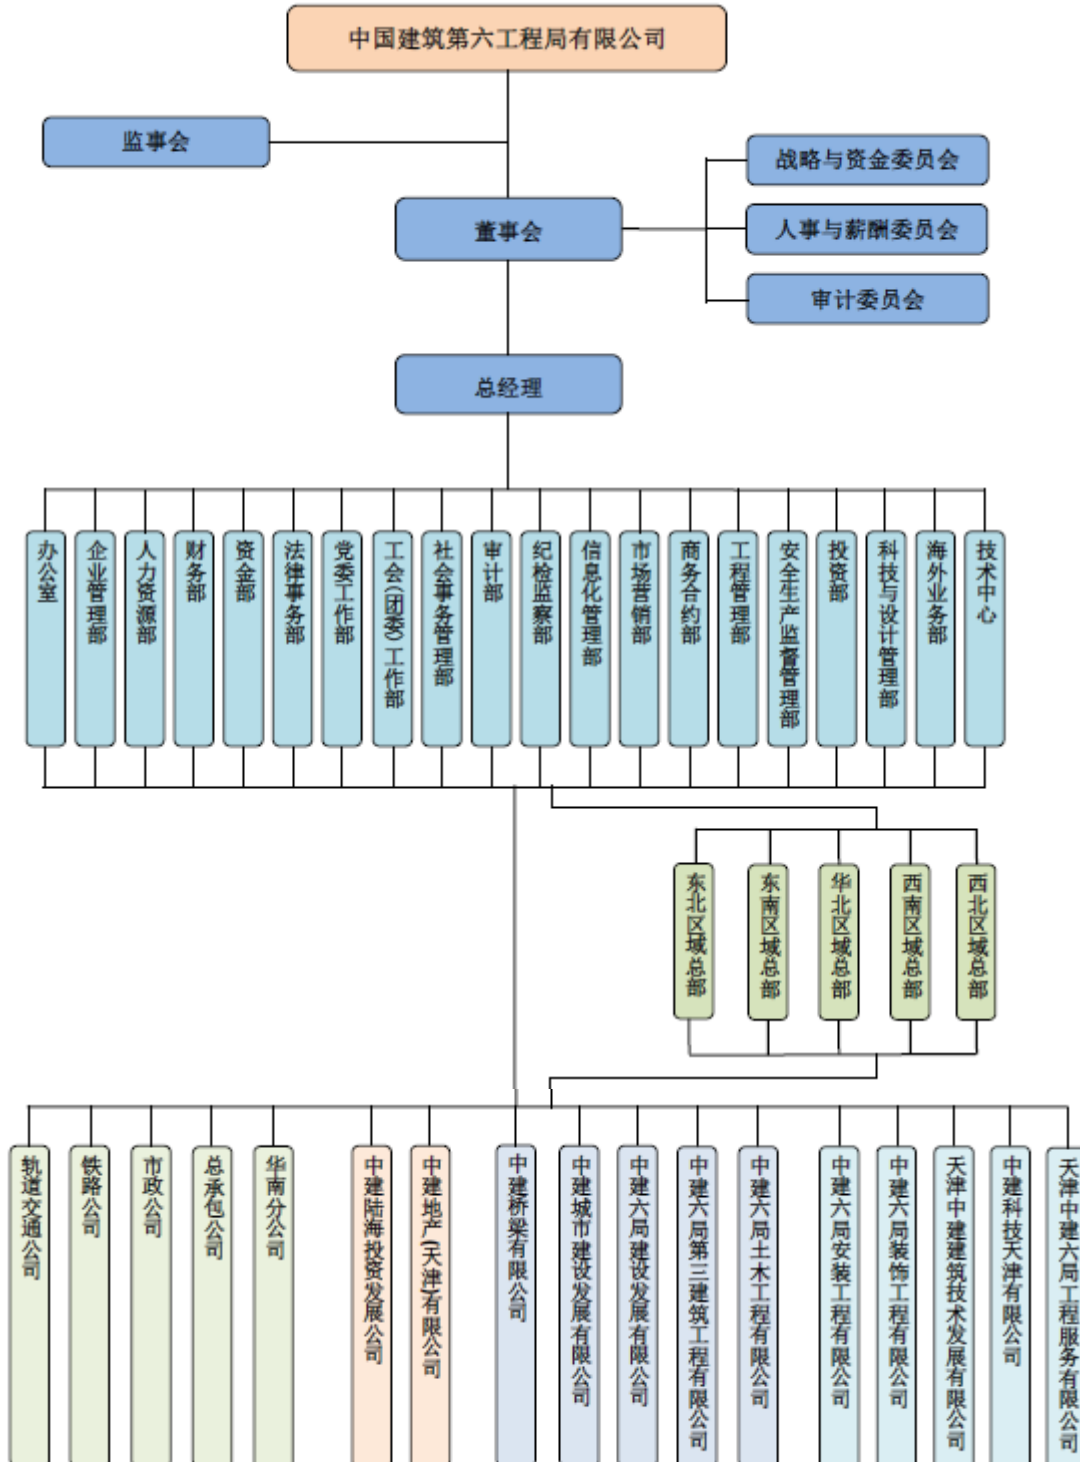 中国建筑第六工程局有限公司
监事会
战略与资金委员会
董事会
人事与薪酬委员会
审计委员会
总经理
办公室
企业管理部
人力资源部
财务部
资金部
法律事务部
党委工作部
工会(团委)工作部
社会事务管理部
审计部
纪检监察部
信息化管理部
市场营销部
商务合约部
工程管理部
安全生产监督管理部
投资部
科技与设计管理部
海外业务部
技术中心
东北区域总部
东南区域总部
华北区域总部
西南区域总部
西北区域总部
轨道交通公司
铁路公司
市政公司
总承包公司
华南分公司
中建陆海投资发展公司
中建地产(天津)有限公司
中建桥梁有限公司
中建城市建设发展有限公司
中建六局建设发展有限公司
中建六局第三建筑工程有限公司
中建六局土木工程有限公司
中建六局安装工程有限公司
中建六局装饰工程有限公司
天津中建建筑技术发展有限公司
中建科技天津有限公司
天津中建六局工程服务有限公司